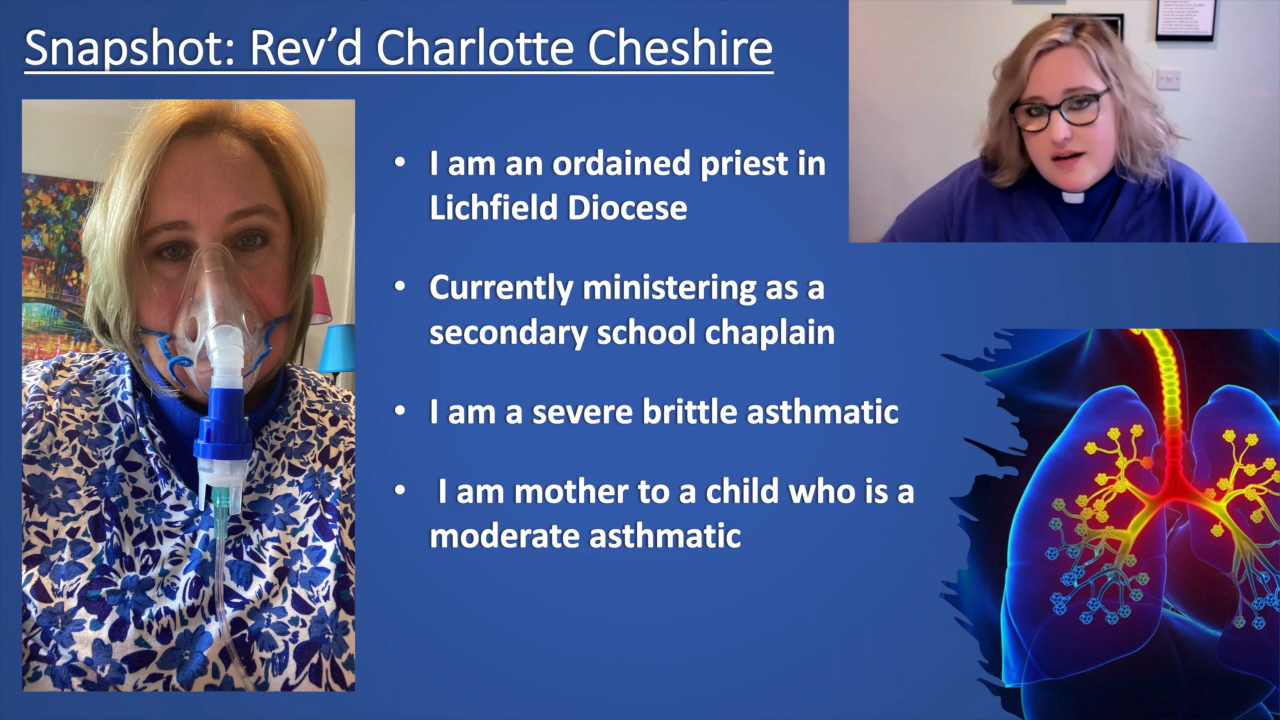 Snapshot: Rev’d Charlotte Cheshire
• I am an ordained priest in
Lichfield Diocese
• Currently ministering as a
secondary school chaplain
• I am a severe brittle asthmatic
• I am mother to a child who is a
moderate asthmatic